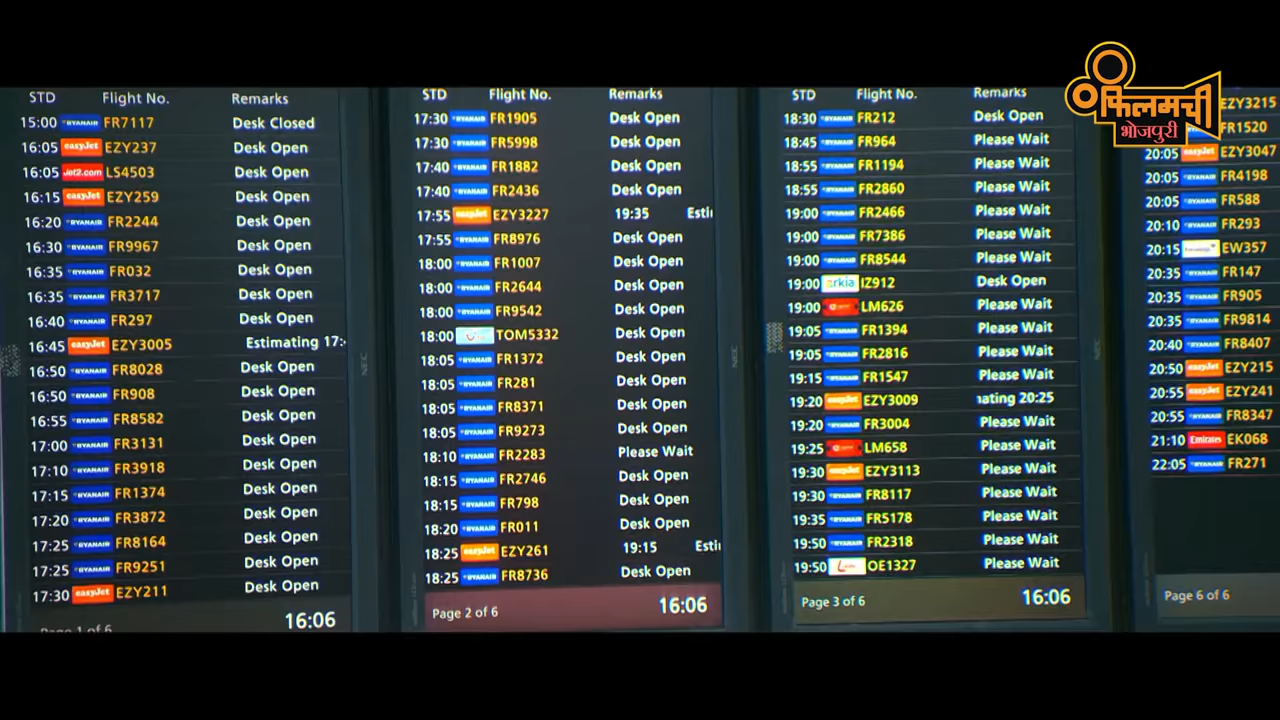 फिलमची
भोजपुरी
STD Flight No. Remarks
15:00 RYANAIR FR7117 Desk Closed
16:05 easyJet EZY237 Desk Open
16:05 Jet2.com LS4503 Desk Open
16:15 easyJet EZY259 Desk Open
16:20 RYANAIR FR2244 Desk Open
16:30 RYANAIR FR9967 Desk Open
16:35 RYANAIR FR032 Desk Open
16:35 RYANAIR FR3717 Desk Open
16:40 RYANAIR FR297 Desk Open
16:45 easyJet EZY3005 Estimating 17:
16:50 RYANAIR FR8028 Desk Open
16:50 RYANAIR FR908 Desk Open
16:55 RYANAIR FR8582 Desk Open
17:00 RYANAIR FR3131 Desk Open
17:10 RYANAIR FR3918 Desk Open
17:15 RYANAIR FR1374 Desk Open
17:20 RYANAIR FR3872 Desk Open
17:25 RYANAIR FR8164 Desk Open
17:25 RYANAIR FR9251 Desk Open
17:30 easyJet EZY211 Desk Open
Page 1 of 6 16:06
NEC
STD Flight No. Remarks
17:30 RYANAIR FR1905 Desk Open
17:30 RYANAIR FR5998 Desk Open
17:40 RYANAIR FR1882 Desk Open
17:40 RYANAIR FR2436 Desk Open
17:55 easyJet EZY3227 19:35 Esti
17:55 RYANAIR FR8976 Desk Open
18:00 RYANAIR FR1007 Desk Open
18:00 RYANAIR FR2644 Desk Open
18:00 RYANAIR FR9542 Desk Open
18:00 TOM5332 Desk Open
18:05 RYANAIR FR1372 Desk Open
18:05 RYANAIR FR281 Desk Open
18:05 RYANAIR FR8371 Desk Open
18:05 RYANAIR FR9273 Desk Open
18:10 RYANAIR FR2283 Please Wait
18:15 RYANAIR FR2746 Desk Open
18:15 RYANAIR FR798 Desk Open
18:20 RYANAIR FR011 Desk Open
18:25 easyJet EZY261 19:15 Esti
18:25 RYANAIR FR8736 Desk Open
Page 2 of 6 16:06
NEC
STD Flight No. Remarks
18:30 RYANAIR FR212 Desk Open
18:45 RYANAIR FR964 Please Wait
18:55 RYANAIR FR1194 Please Wait
18:55 RYANAIR FR2860 Please Wait
19:00 RYANAIR FR2466 Please Wait
19:00 RYANAIR FR7386 Please Wait
19:00 RYANAIR FR8544 Please Wait
19:00 arkia IZ912 Desk Open
19:00 LM626 Please Wait
19:05 RYANAIR FR1394 Please Wait
19:05 RYANAIR FR2816 Please Wait
19:15 RYANAIR FR1547 Please Wait
19:20 easyJet EZY3009 nating 20:25
19:20 RYANAIR FR3004 Please Wait
19:25 LM658 Please Wait
19:30 easyJet EZY3113 Please Wait
19:30 RYANAIR FR8117 Please Wait
19:35 RYANAIR FR5178 Please Wait
19:50 RYANAIR FR2318 Please Wait
19:50 OE1327 Please Wait
Page 3 of 6 16:06
NEC
EZY3215
FR1520
20:05 easyJet EZY3047
20:05 RYANAIR FR4198
20:05 RYANAIR FR588
20:10 RYANAIR FR293
20:15 EW357
20:35 RYANAIR FR147
20:35 RYANAIR FR905
20:35 RYANAIR FR9814
20:40 RYANAIR FR8407
20:50 easyJet EZY215
20:55 easyJet EZY241
20:55 RYANAIR FR8347
21:10 Emirates EK068
22:05 RYANAIR FR271
Page 6 of 6